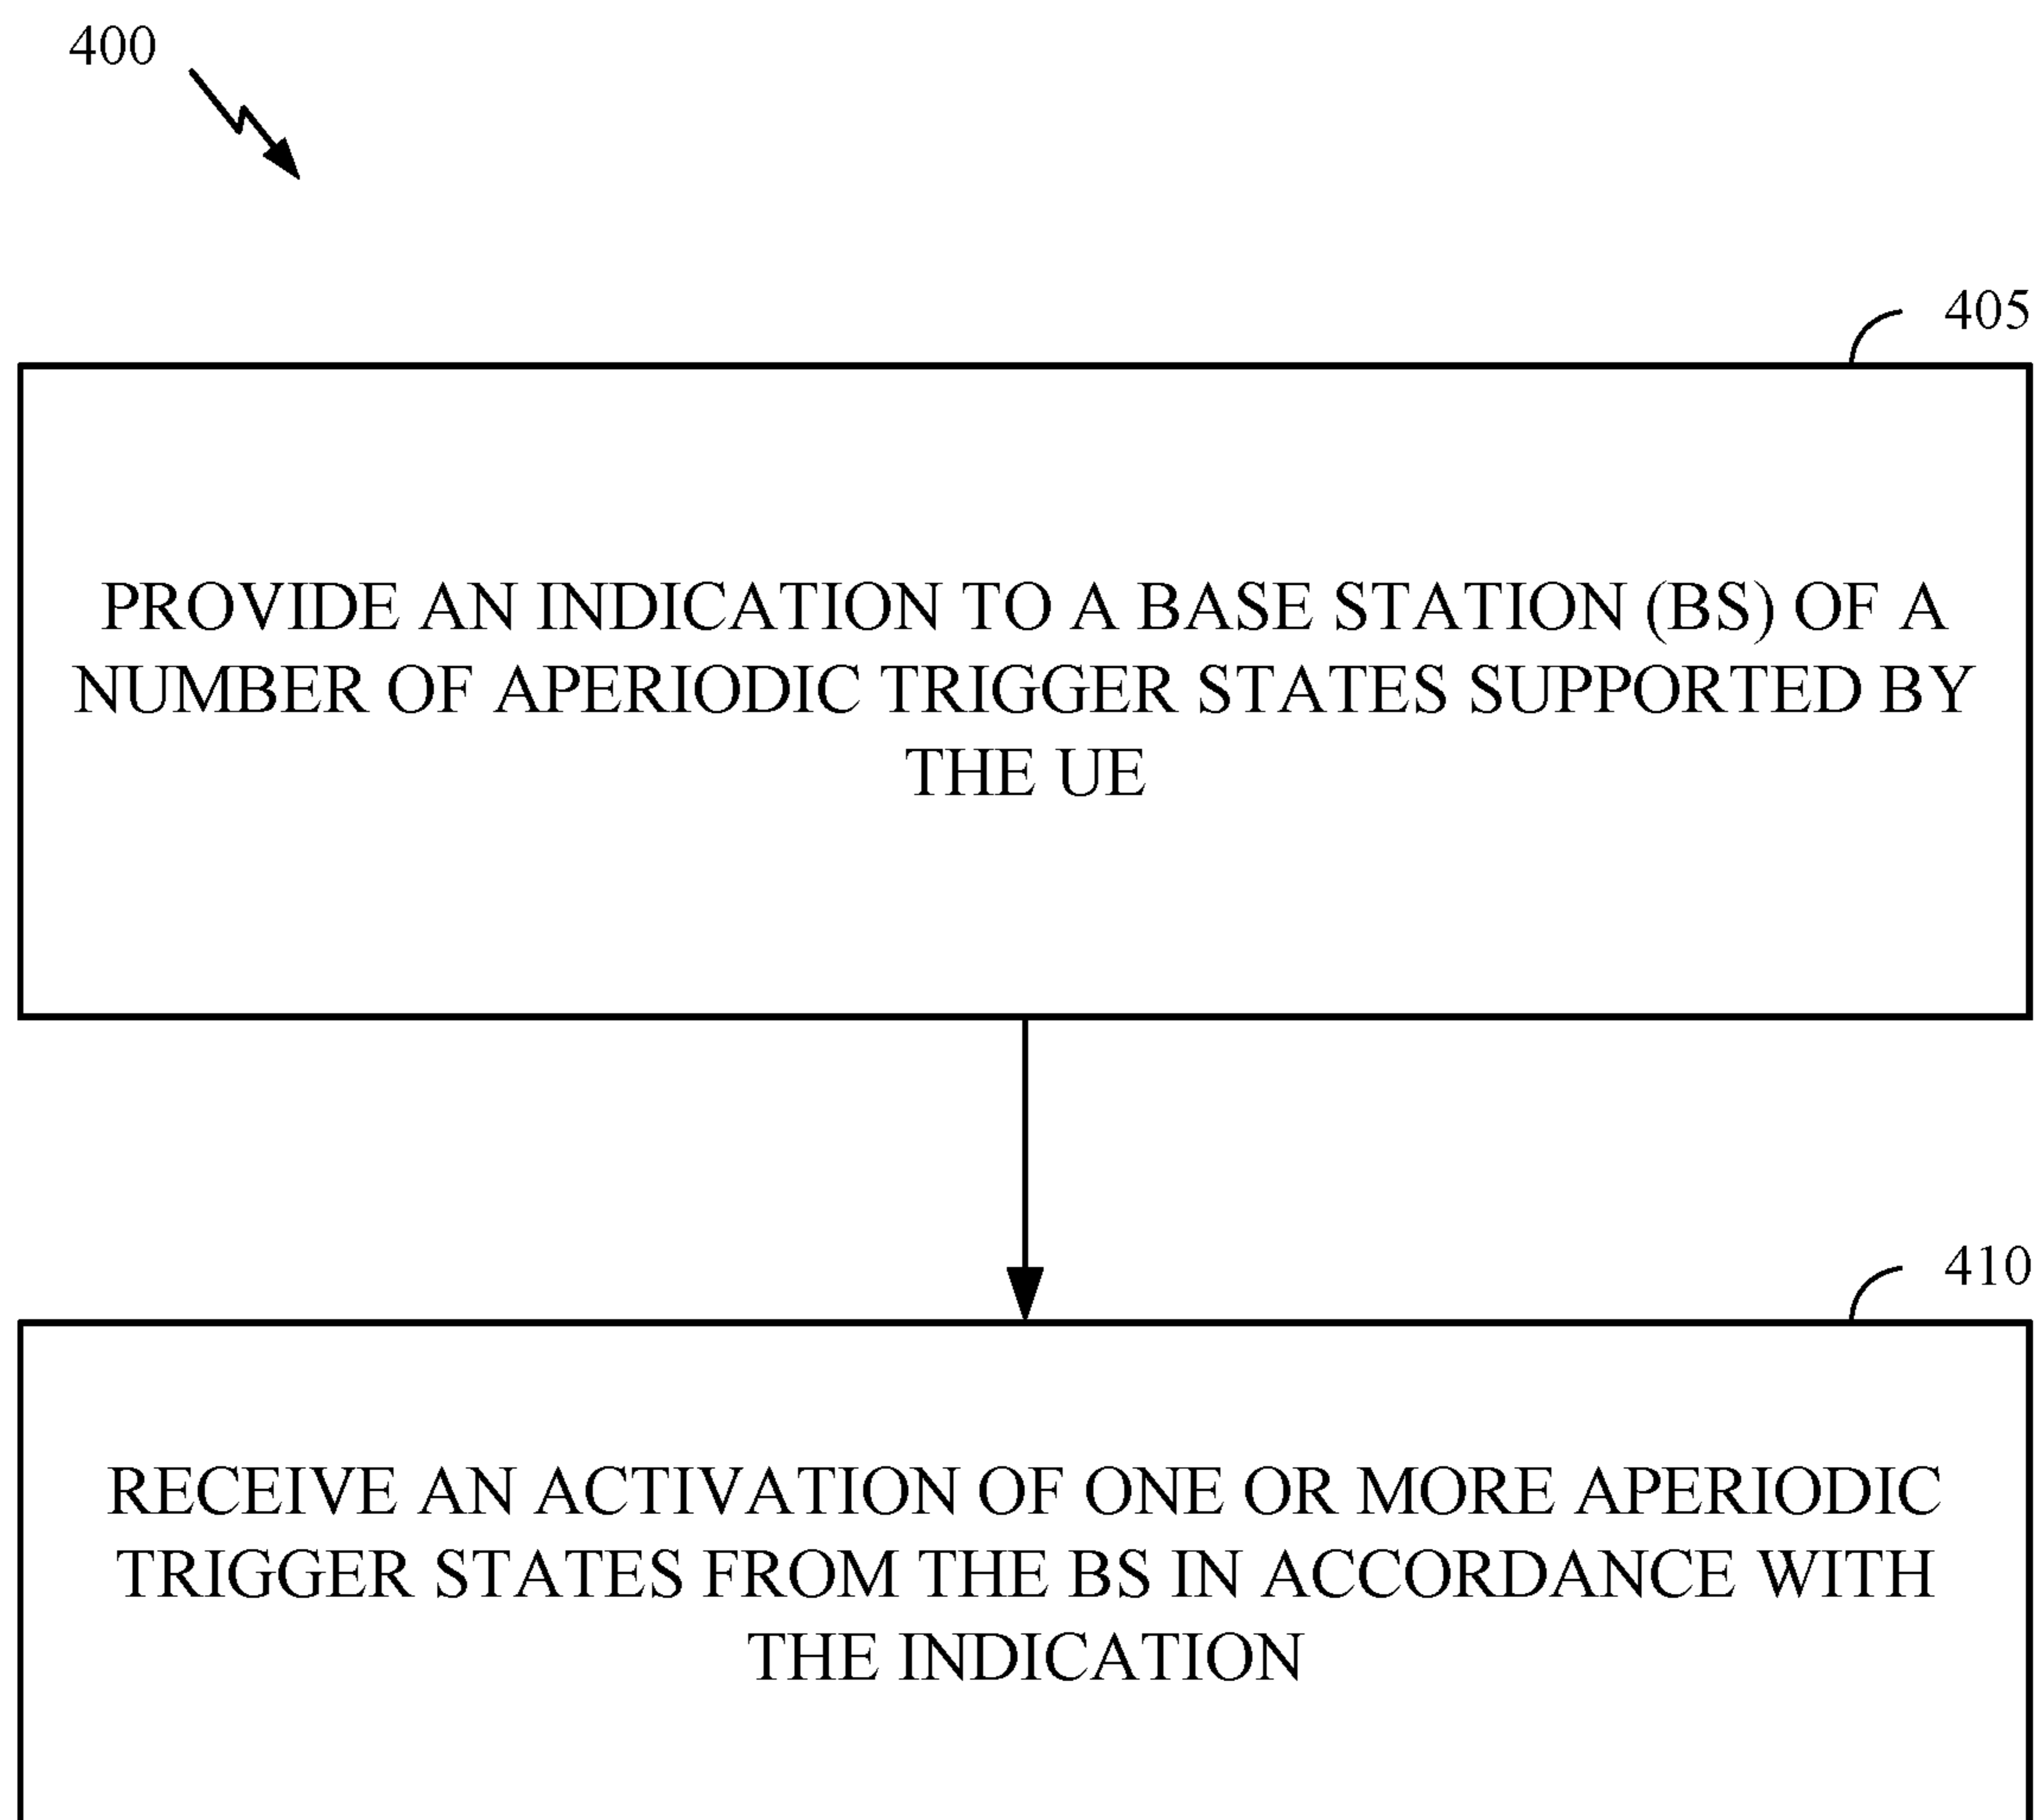 400
405
PROVIDE AN INDICATION TO A BASE STATION (BS) OF A
NUMBER OF APERIODIC TRIGGER STATES SUPPORTED BY
THE UE
410
RECEIVE AN ACTIVATION OF ONE OR MORE APERIODIC
TRIGGER STATES FROM THE BS IN ACCORDANCE WITH
THE INDICATION